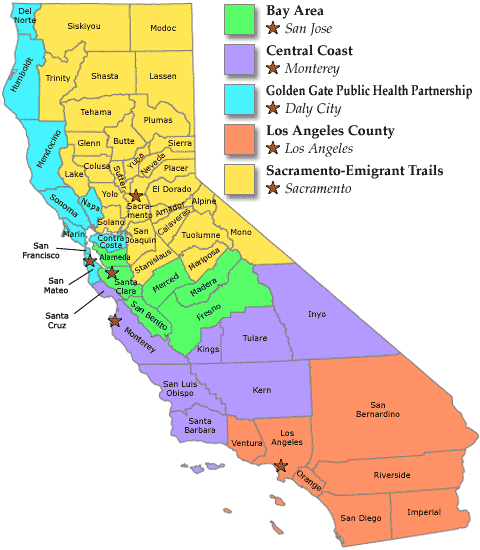 Bay Area
San Jose
Central Coast
Monterey
Golden Gate Public Health Partnership
Daly City
Los Angeles County
Los Angeles
Sacramento-Emigrant Trails
Sacramento
Del
Norte
Siskiyou
Modoc
Humboldt
Trinity
Shasta
Lassen
Tehama
Plumas
Mendocino
Glenn
Butte
Sierra
Yuba
Nevada
Colusa
Sutter
Placer
Lake
El Dorado
Yolo
Sacra-
mento
Alpine
Amador
Sonoma
Napa
Solano
Calaveras
Marin
Contra
Costa
San
Joaquin
Tuolumne
Mono
San
Francisco
Alameda
Stanislaus
Mariposa
San
Mateo
Santa
Clara
Merced
Madera
Santa
Cruz
San Benito
Fresno
Monterey
Kings
Tulare
Inyo
San Luis
Obispo
Kern
Santa
Barbara
Ventura
Los
Angeles
San
Bernardino
Orange
Riverside
San Diego
Imperial